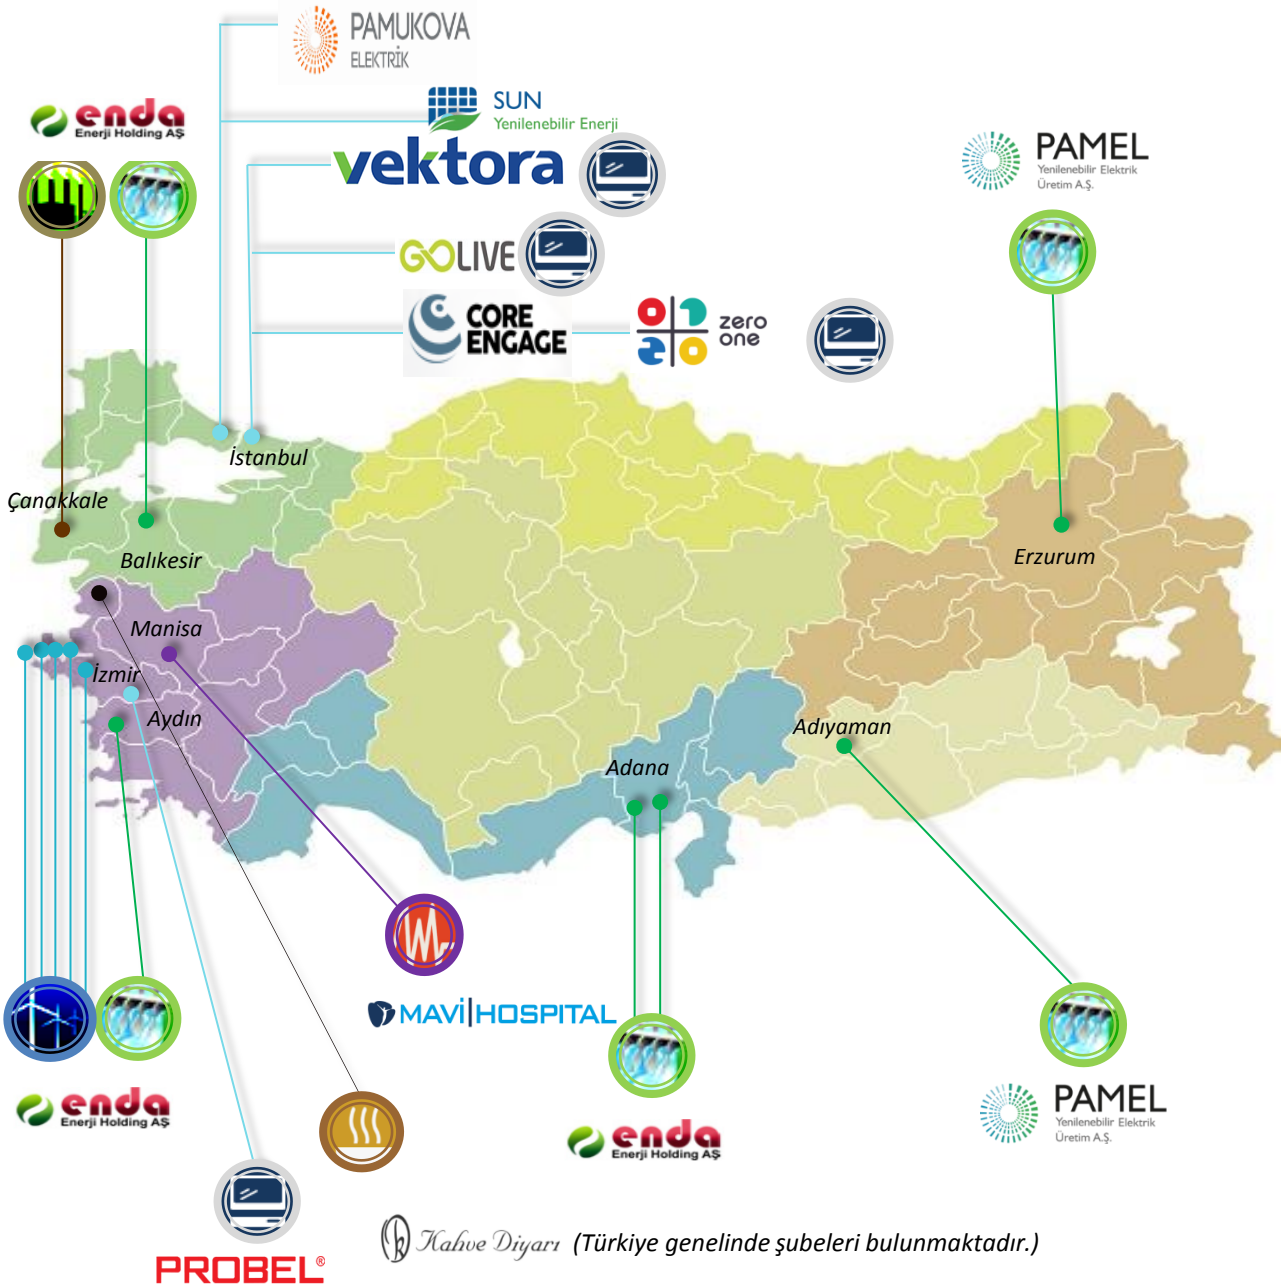 PAMUKOVA
ELEKTRİK
enda
Enerji Holding AŞ
SUN
Yenilenebilir Enerji
vektora
PAMEL
Yenilenebilir Elektrik
Üretim A.Ş.
GOLIVE
CORE
ENGAGE
zero
one
İstanbul
Çanakkale
Balıkesir
Erzurum
Manisa
İzmir
Aydın
Adıyaman
Adana
MAVİ|HOSPITAL
enda
Enerji Holding AŞ
enda
Enerji Holding AŞ
PAMEL
Yenilenebilir Elektrik
Üretim A.Ş.
PROBEL®
Kahve Diyarı (Türkiye genelinde şubeleri bulunmaktadır.)